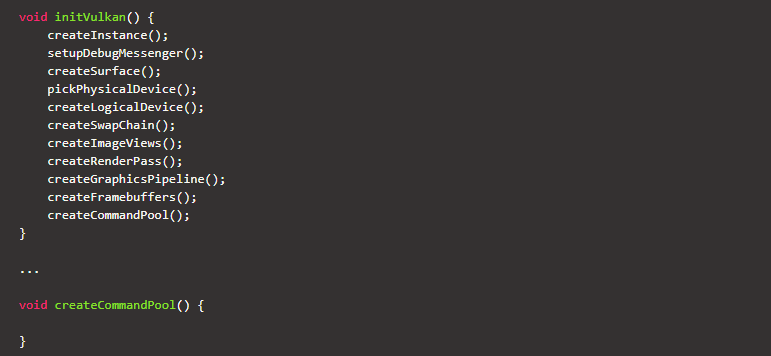 void initVulkan() {
    createInstance();
    setupDebugMessenger();
    createSurface();
    pickPhysicalDevice();
    createLogicalDevice();
    createSwapChain();
    createImageViews();
    createRenderPass();
    createGraphicsPipeline();
    createFramebuffers();
    createCommandPool();
}
...
void createCommandPool() {
}